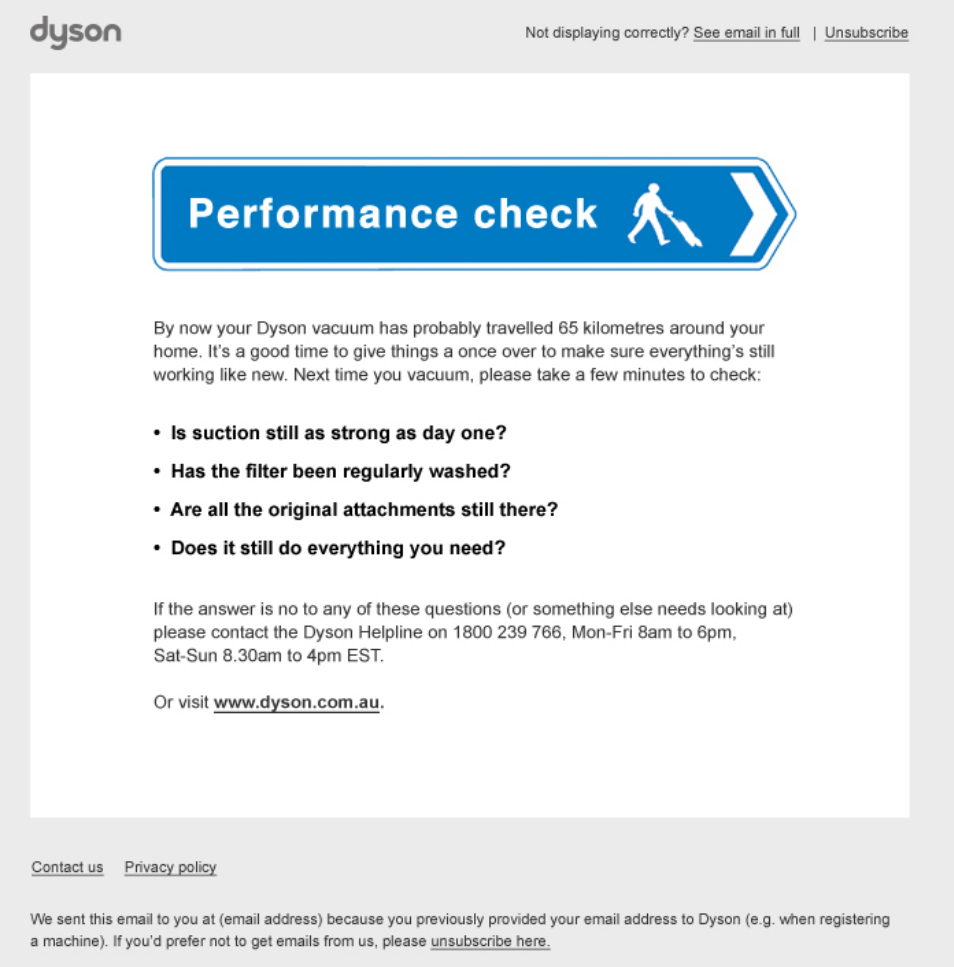 dyson
Not displaying correctly? See email in full | Unsubscribe
Performance check
By now your Dyson vacuum has probably travelled 65 kilometres around your
home. It's a good time to give things a once over to make sure everything's still
working like new. Next time you vacuum, please take a few minutes to check:
• Is suction still as strong as day one?
• Has the filter been regularly washed?
• Are all the original attachments still there?
• Does it still do everything you need?
If the answer is no to any of these questions (or something else needs looking at)
please contact the Dyson Helpline on 1800 239 766, Mon-Fri 8am to 6pm,
Sat-Sun 8.30am to 4pm EST.
Or visit www.dyson.com.au.
Contact us Privacy policy
We sent this email to you at (email address) because you previously provided your email address to Dyson (e.g. when registering
a machine). If you'd prefer not to get emails from us, please unsubscribe here.